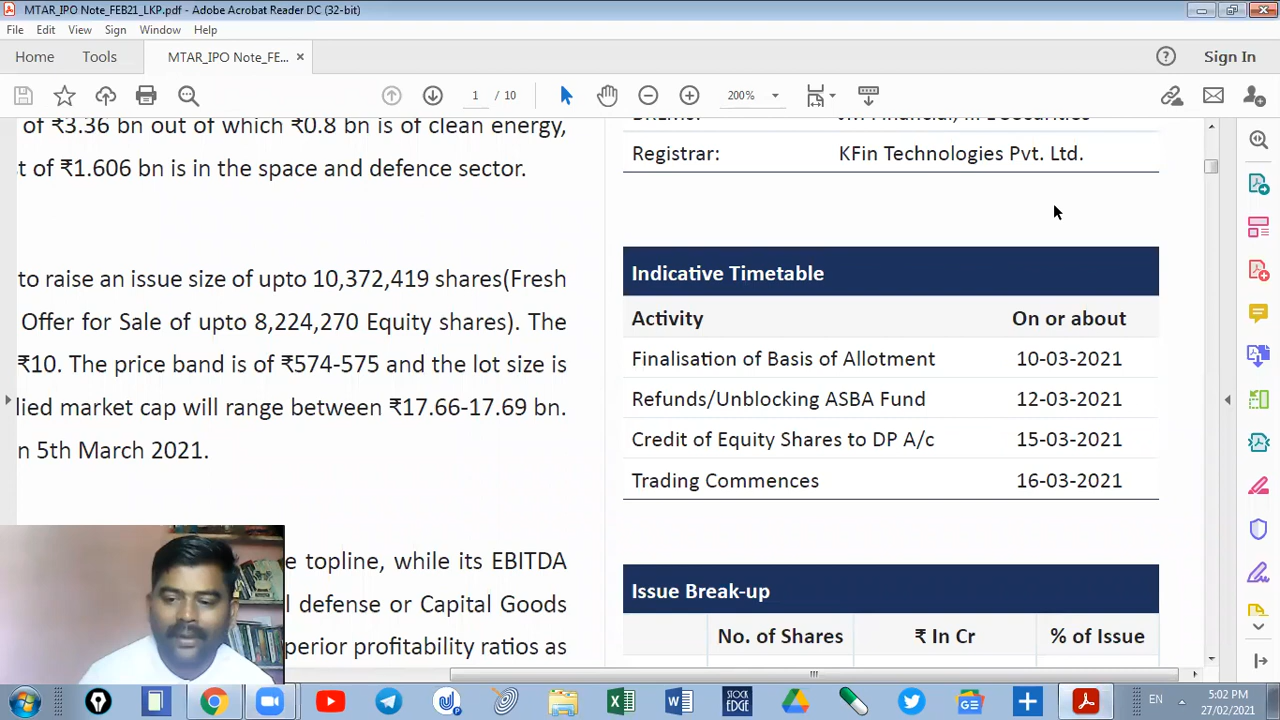 MTAR_IPO Note_FEB21_LKP.pdf - Adobe Acrobat Reader DC (32-bit)
File Edit View Sign Window Help
Home Tools MTAR_IPO Note_FE... × Sign In
1 / 10 200%
of ₹3.36 bn out of which ₹0.8 bn is of clean energy,
t of ₹1.606 bn is in the space and defence sector.
to raise an issue size of upto 10,372,419 shares(Fresh
Offer for Sale of upto 8,224,270 Equity shares). The
₹10. The price band is of ₹574-575 and the lot size is
lied market cap will range between ₹17.66-17.69 bn.
n 5th March 2021.
e topline, while its EBITDA
l defense or Capital Goods
perior profitability ratios as
Registrar: KFin Technologies Pvt. Ltd.
Indicative Timetable
Activity On or about
Finalisation of Basis of Allotment 10-03-2021
Refunds/Unblocking ASBA Fund 12-03-2021
Credit of Equity Shares to DP A/c 15-03-2021
Trading Commences 16-03-2021
Issue Break-up
No. of Shares ₹ In Cr % of Issue
STOCK
EDGE
EN 5:02 PM
27/02/2021